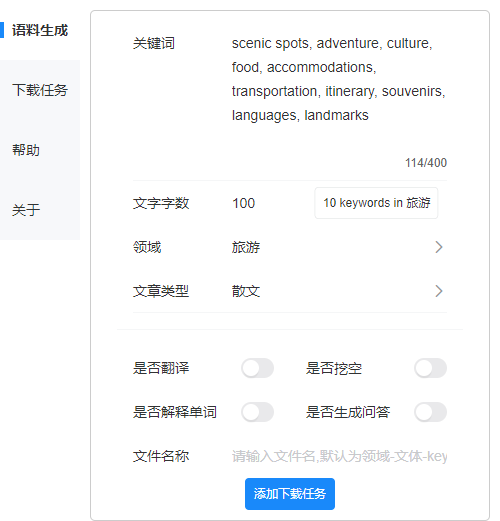 语料生成
下载任务
帮助
关于
关键词
scenic spots, adventure, culture,
food, accommodations,
transportation, itinerary, souvenirs,
languages, landmarks
114/400
文字字数 100 10 keywords in 旅游
领域 旅游
文章类型 散文
是否翻译 是否挖空
是否解释单词 是否生成问答
文件名称 请输入文件名,默认为领域-文体-key
添加下载任务